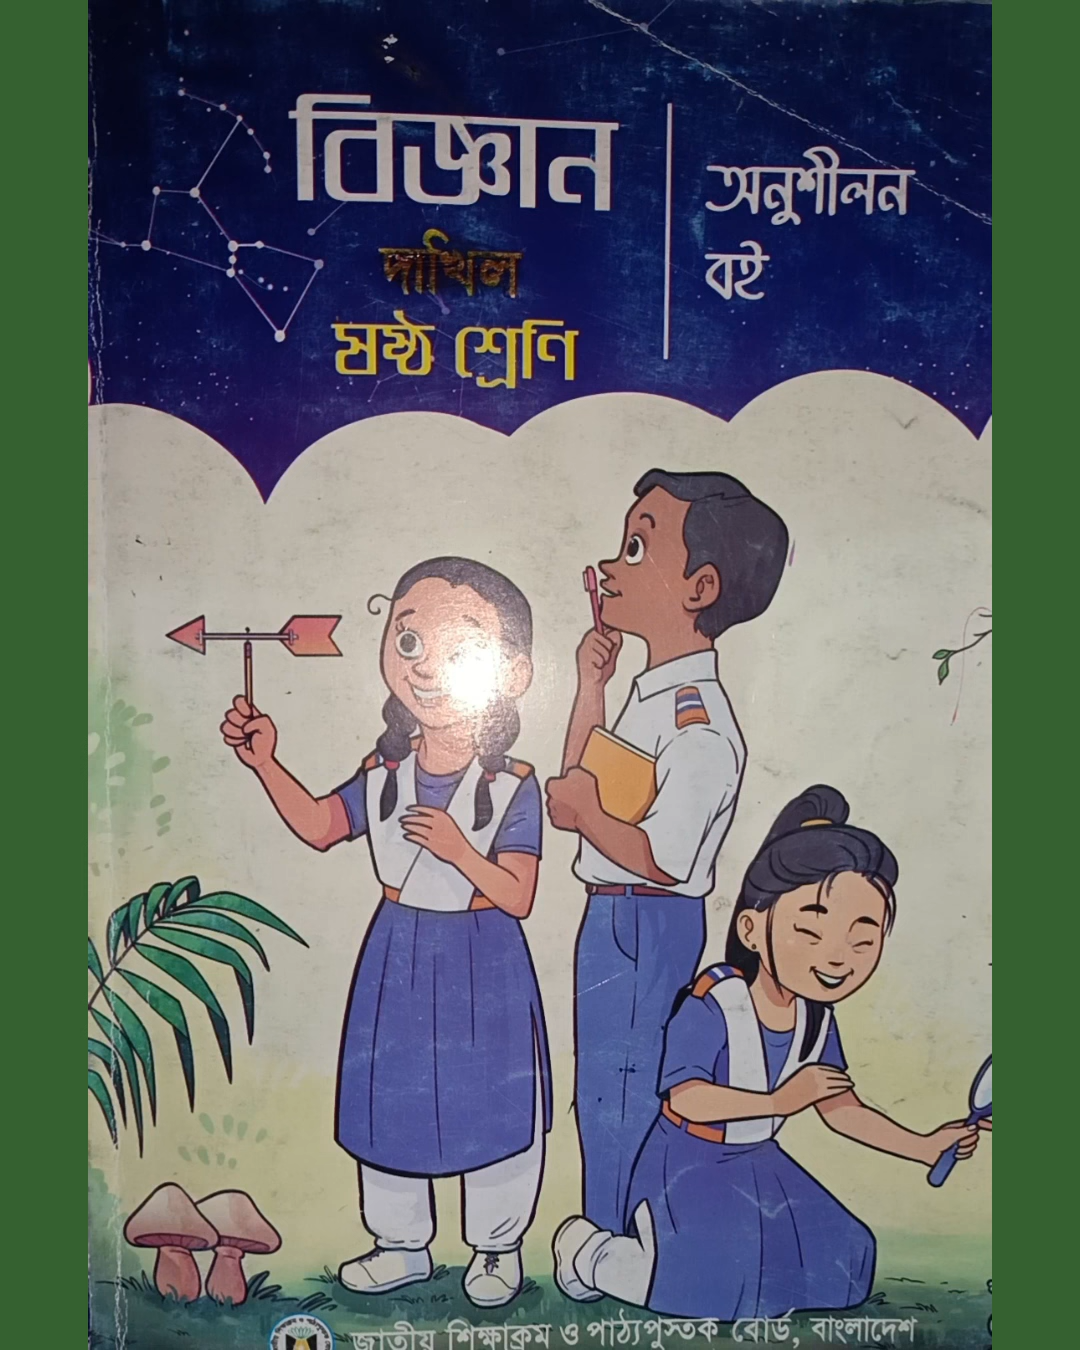 বিজ্ঞান
দাখিল
ষষ্ঠ শ্রেণি
অনুশীলন
বই
জাতীয় শিক্ষাক্রম ও পাঠ্যপুস্তক বোর্ড, বাংলাদেশ